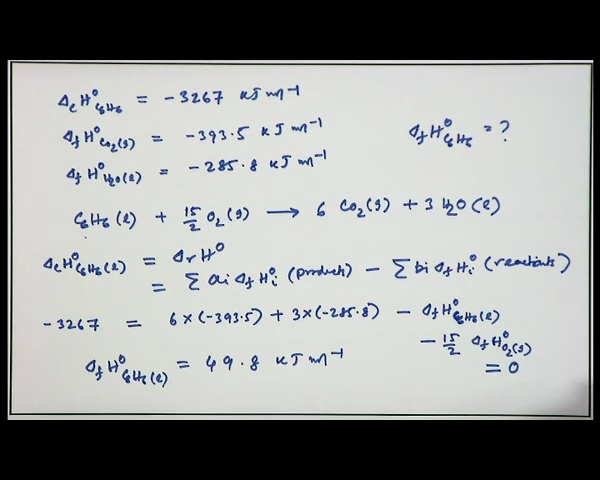 ΔcH°C6H6 = -3267 kJ mol-1
ΔfH°CO2(g) = -393.5 kJ mol-1
ΔfH°C6H6 = ?
ΔfH°H2O(l) = -285.8 kJ mol-1
C6H6(l) + 15/2 O2(g) ⟶ 6 CO2(g) + 3 H2O(l)
ΔcH°C6H6(l) = ΔrH°
= Σ ai ΔfH°i (products) - Σ bi ΔfH°i (reactants)
-3267 = 6×(-393.5) + 3×(-285.8) - ΔfH°C6H6(l)
- 15/2 ΔfH°O2(g)
= 0
ΔfH°C6H6(l) = 49.8 kJ mol-1